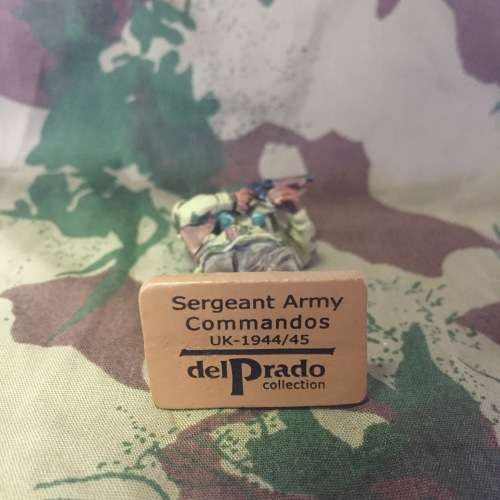 Sergeant Army
Commandos
UK-1944/45
delPrado
collection